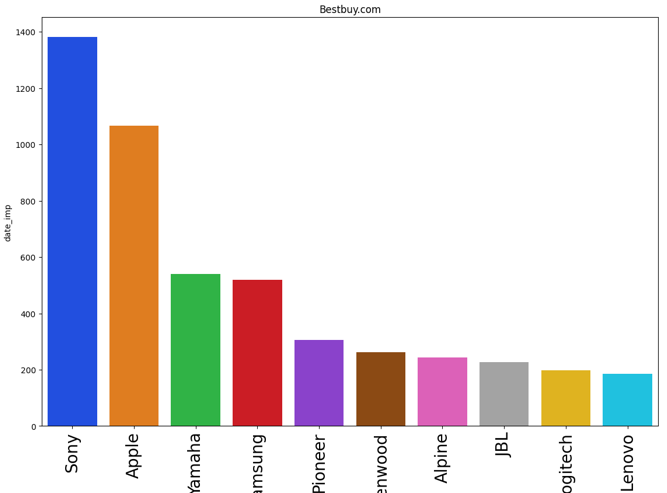 Bestbuy.com
1400
1200
1000
800
600
400
200
0
date_imp
Sony
Apple
Yamaha
amsung
Pioneer
enwood
Alpine
JBL
ogitech
Lenovo